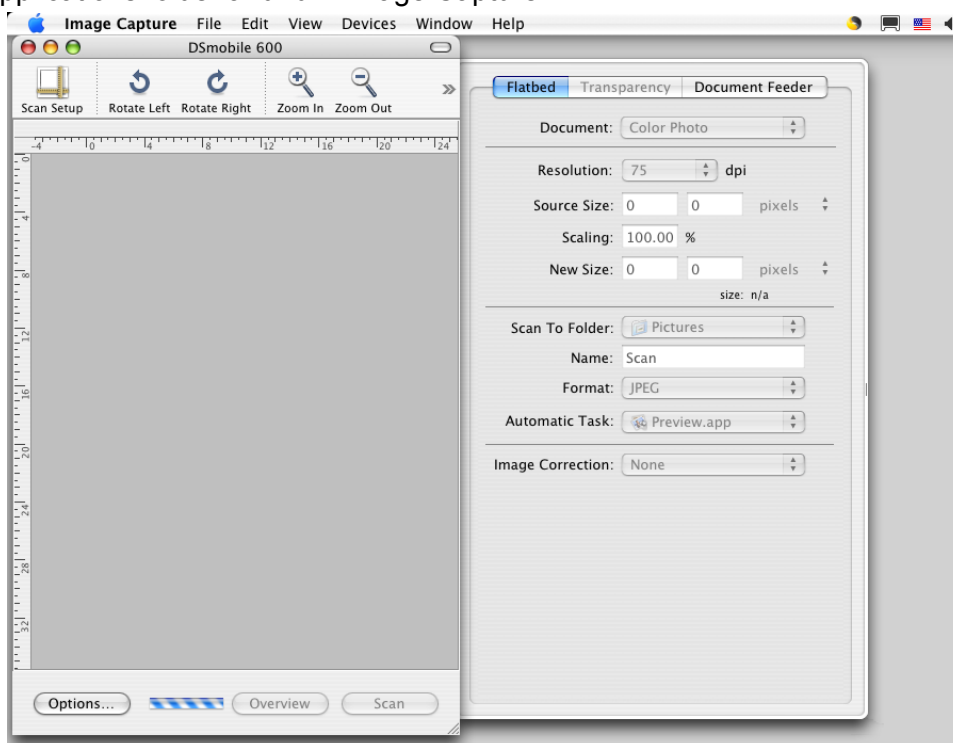 Image Capture File Edit View Devices Window Help
DSmobile 600
Scan Setup Rotate Left Rotate Right Zoom In Zoom Out »
-4 0 4 8 12 16 20 24
0
4
8
12
16
20
24
28
32
Options... Overview Scan
Flatbed Transparency Document Feeder
Document: Color Photo
Resolution: 75 dpi
Source Size: 0 0 pixels
Scaling: 100.00 %
New Size: 0 0 pixels
size: n/a
Scan To Folder: Pictures
Name: Scan
Format: JPEG
Automatic Task: Preview.app
Image Correction: None